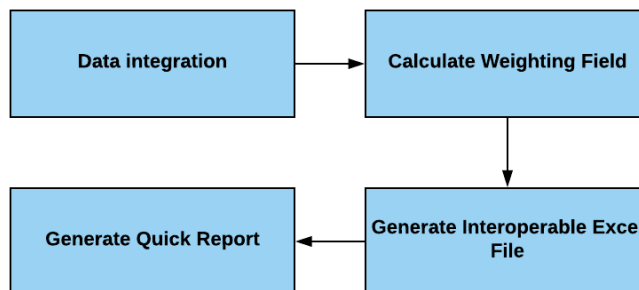 Data integration
Calculate Weighting Field
Generate Quick Report
Generate Interoperable Exce
File